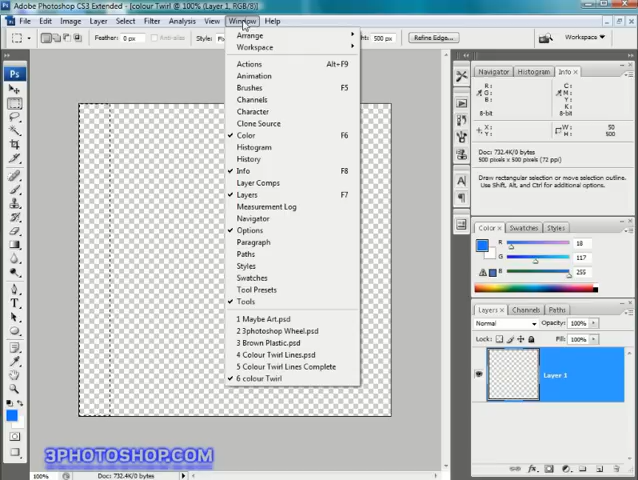 Adobe Photoshop CS3 Extended - [colour Twirl @ 100% (Layer 1, RGB/8)]
File Edit Image Layer Select Filter Analysis View Window Help
Feather: 0 px Anti-alias Style: 500 px Refine Edge... Workspace
Arrange
Workspace
Actions Alt+F9
Animation
Brushes F5
Channels
Character
Clone Source
Color F6
Histogram
History
Info F8
Layer Comps
Layers F7
Measurement Log
Navigator
Options
Paragraph
Paths
Styles
Swatches
Tool Presets
Tools
1 Maybe Art.psd
2 3photoshop Wheel.psd
3 Brown Plastic.psd
4 Colour Twirl Lines.psd
5 Colour Twirl Lines Complete
6 colour Twirl
Navigator Histogram Info
R: C:
G: M:
B: Y:
K:
8-bit 8-bit
X: W: 50
Y: H: 500
Doc: 732.4K/0 bytes
500 pixels x 500 pixels (72 ppi)
Draw rectangular selection or move selection outline. Use Shift, Alt, and Ctrl for additional options.
Color Swatches Styles
R 18
G 117
B 255
Layers Channels Paths
Normal Opacity: 100%
Lock: Fill: 100%
Layer 1
3PHOTOSHOP.COM
100% Doc: 732.4K/0 bytes